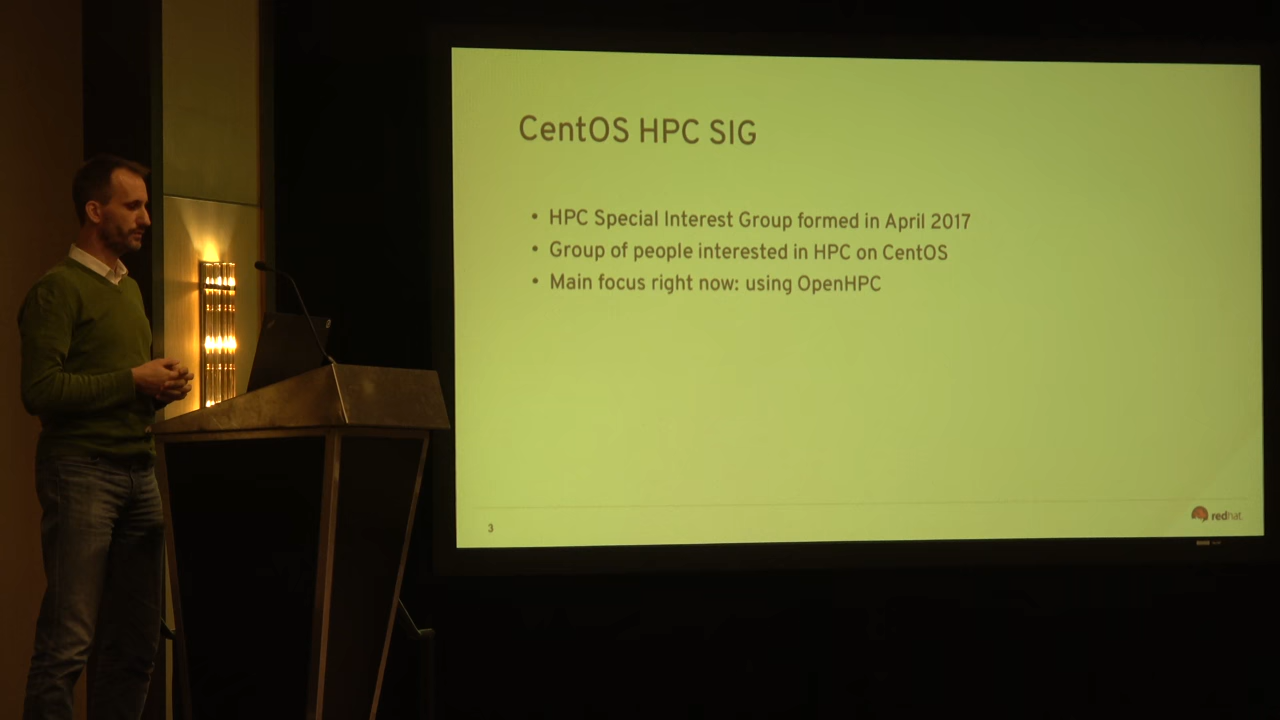 CentOS HPC SIG
• HPC Special Interest Group formed in April 2017
• Group of people interested in HPC on CentOS
• Main focus right now: using OpenHPC
3
redhat.